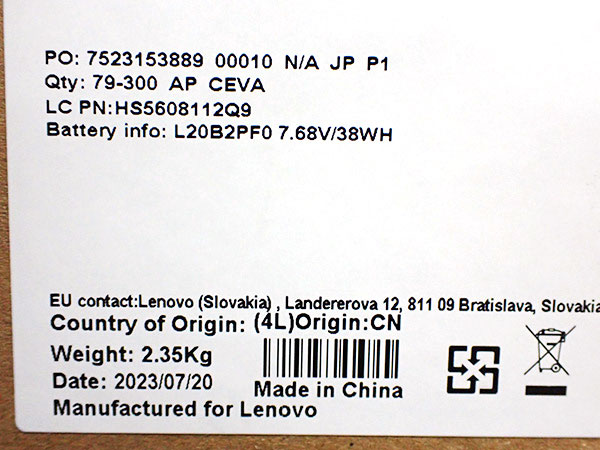 PO: 7523153889 00010 N/A JP P1
Qty: 79-300 AP CEVA
LC PN:HS5608112Q9
Battery info: L20B2PF0 7.68V/38WH
EU contact:Lenovo (Slovakia) , Landererova 12, 811 09 Bratislava, Slovakia
Country of Origin: (4L)Origin:CN
Weight: 2.35Kg
Date: 2023/07/20
Made in China
Manufactured for Lenovo